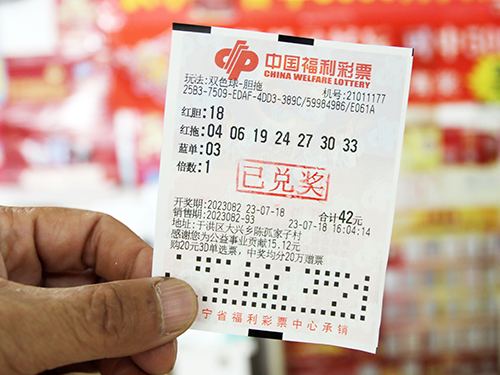 中国福利彩票
CHINA WELFARE LOTTERY
玩法:双色球-胆拖 机号:21011177
25B3-7509-EDAF-4DD3-3B9C/59984986/E061A
红胆:18
红拖:04 06 19 24 27 30 33
蓝单:03
倍数:1
已兑奖
开奖期:2023082 23-07-18 合计42元
销售期:2023082-93 23-07-18 16:04:14
地址:于洪区大兴乡陈孤家子村
感谢您为公益事业贡献15.12元
购20元3D单选票,中奖均分20万赠票
宁省福利彩票中心承销